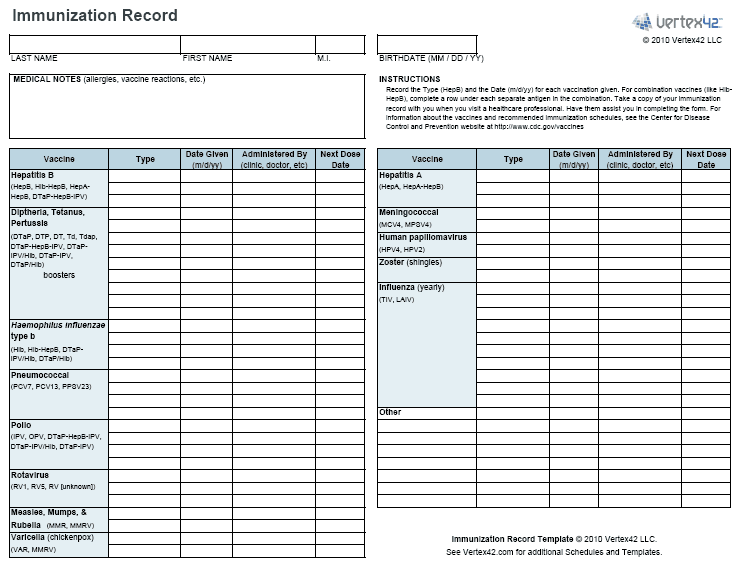 Immunization Record
vertex42
© 2010 Vertex42 LLC
LAST NAME FIRST NAME M.I. BIRTHDATE (MM / DD / YY)
MEDICAL NOTES (allergies, vaccine reactions, etc.)
INSTRUCTIONS
Record the Type (HepB) and the Date (m/d/yy) for each vaccination given. For combination vaccines (like Hib-
HepB), complete a row under each separate antigen in the combination. Take a copy of your immunization
record with you when you visit a healthcare professional. Have them assist you in completing the form. For
information about the vaccines and recommended immunization schedules, see the Center for Disease
Control and Prevention website at http://www.cdc.gov/vaccines
Vaccine Type Date Given (m/d/yy) Administered By (clinic, doctor, etc) Next Dose Date
Hepatitis B
(HepB, Hib-HepB, HepA-
HepB, DTaP-HepB-IPV)
Diptheria, Tetanus,
Pertussis
(DTaP, DTP, DT, Td, Tdap,
DTaP-HepB-IPV, DTaP-
IPV/Hib, DTaP-IPV,
DTaP/Hib)
boosters
Haemophilus influenzae
type b
(Hib, Hib-HepB, DTaP-
IPV/Hib, DTaP/Hib)
Pneumococcal
(PCV7, PCV13, PPSV23)
Polio
(IPV, OPV, DTaP-HepB-IPV,
DTaP-IPV/Hib, DTaP-IPV)
Rotavirus
(RV1, RV5, RV [unknown])
Measles, Mumps, &
Rubella (MMR, MMRV)
Varicella (chickenpox)
(VAR, MMRV)
Vaccine Type Date Given (m/d/yy) Administered By (clinic, doctor, etc) Next Dose Date
Hepatitis A
(HepA, HepA-HepB)
Meningococcal
(MCV4, MPSV4)
Human papillomavirus
(HPV4, HPV2)
Zoster (shingles)
Influenza (yearly)
(TIV, LAIV)
Other
Immunization Record Template © 2010 Vertex42 LLC.
See Vertex42.com for additional Schedules and Templates.